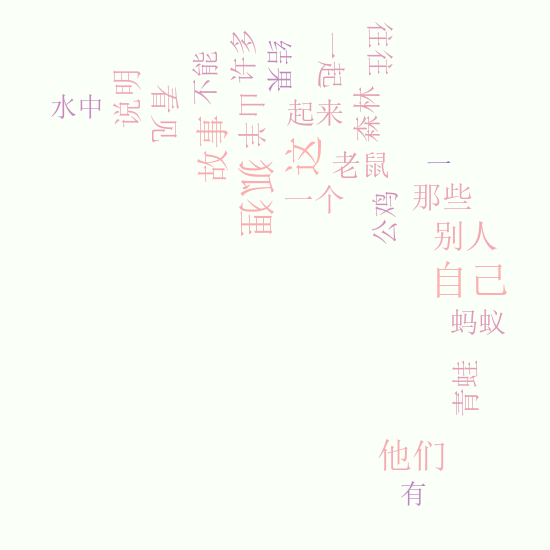 水中
说明
看见
不能
许多
结果
一起
往往
故事
山羊
起来
森林
狐狸
这
老鼠
一
一个
公鸡
那些
别人
自己
蚂蚁
青蛙
他们
有